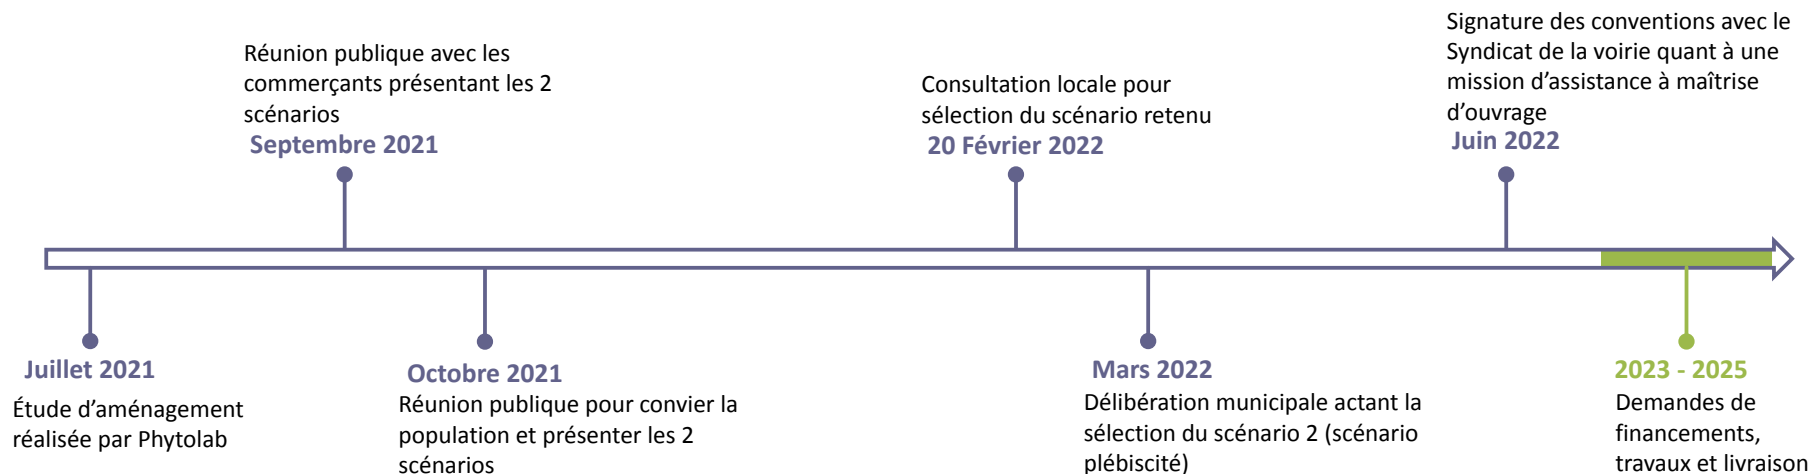 Réunion publique avec les
commerçants présentant les 2
scénarios
Septembre 2021
Consultation locale pour
sélection du scénario retenu
20 Février 2022
Signature des conventions avec le
Syndicat de la voirie quant à une
mission d’assistance à maîtrise
d’ouvrage
Juin 2022
Juillet 2021
Étude d’aménagement
réalisée par Phytolab
Octobre 2021
Réunion publique pour convier la
population et présenter les 2
scénarios
Mars 2022
Délibération municipale actant la
sélection du scénario 2 (scénario
plébiscité)
2023 - 2025
Demandes de
financements,
travaux et livraison